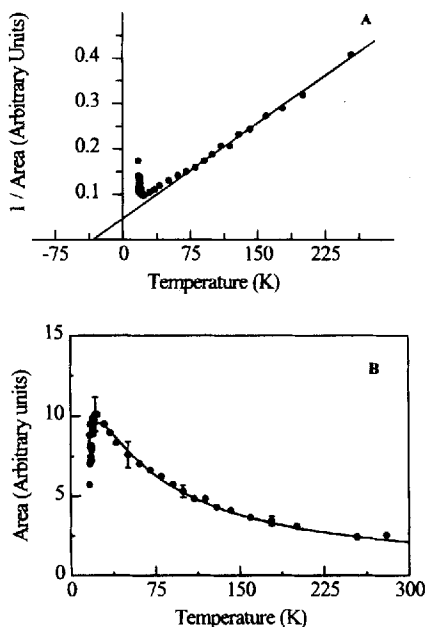 A
1 / Area (Arbitrary Units)
0.4
0.3
0.2
0.1
-75 0 75 150 225
Temperature (K)
B
Area (Arbitrary units)
15
10
5
0
0 75 150 225 300
Temperature (K)